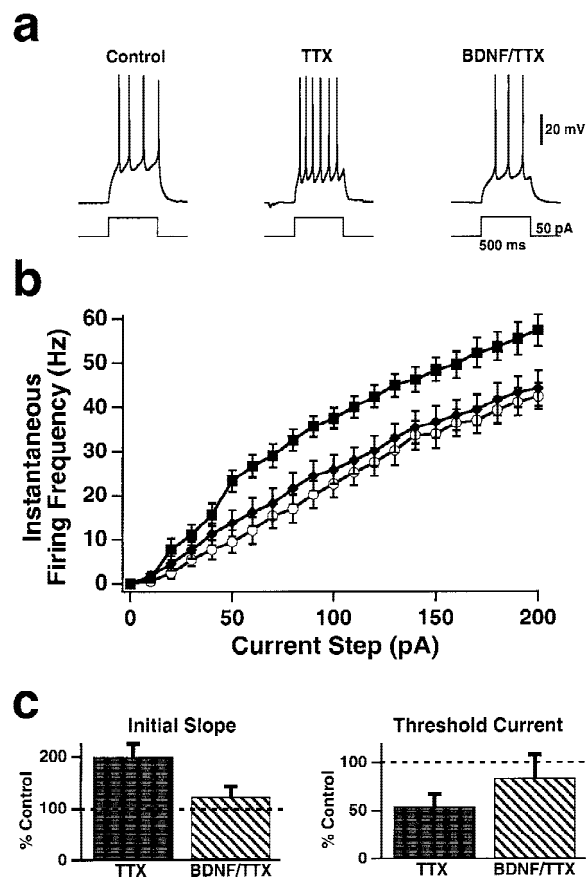 a
Control
TTX
BDNF/TTX
20 mV
50 pA
500 ms
b
Instantaneous
Firing Frequency (Hz)
60
50
40
30
20
10
0
0
50
100
150
200
Current Step (pA)
c
Initial Slope
% Control
200
100
0
TTX
BDNF/TTX
Threshold Current
% Control
100
50
0
TTX
BDNF/TTX